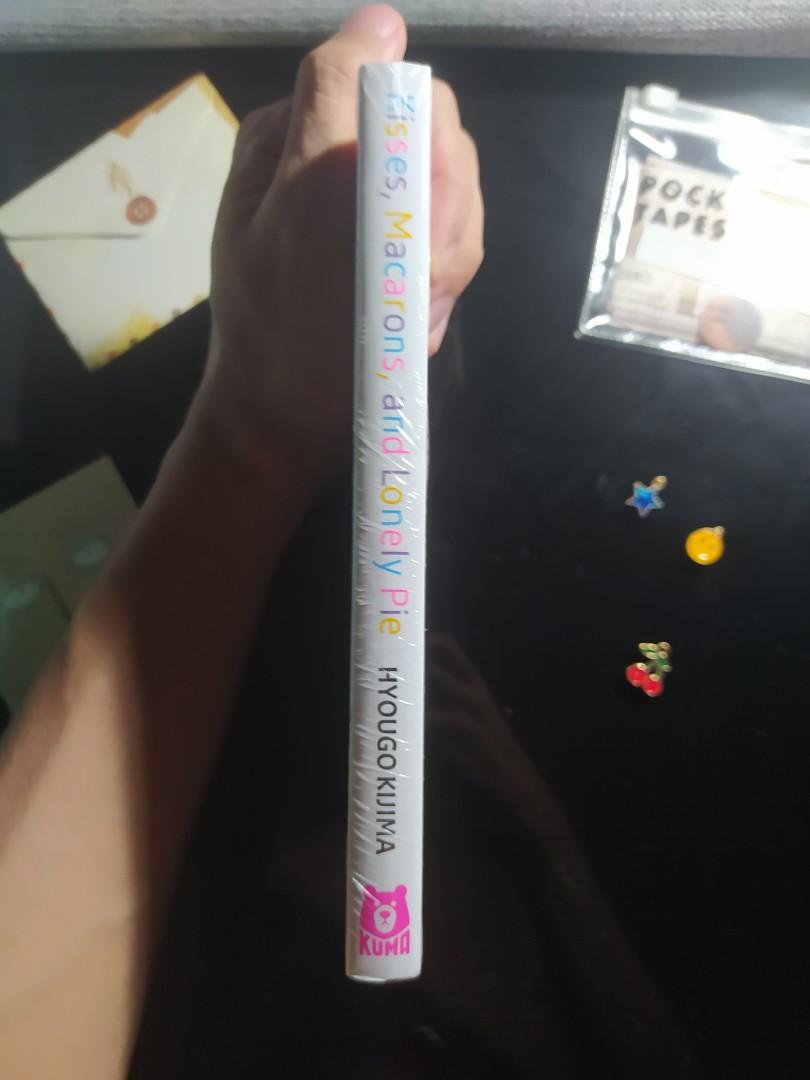 Kisses, Macarons, and Lonely Pie
HYOUGO KIJIMA
KUMA
POCK
TAPES